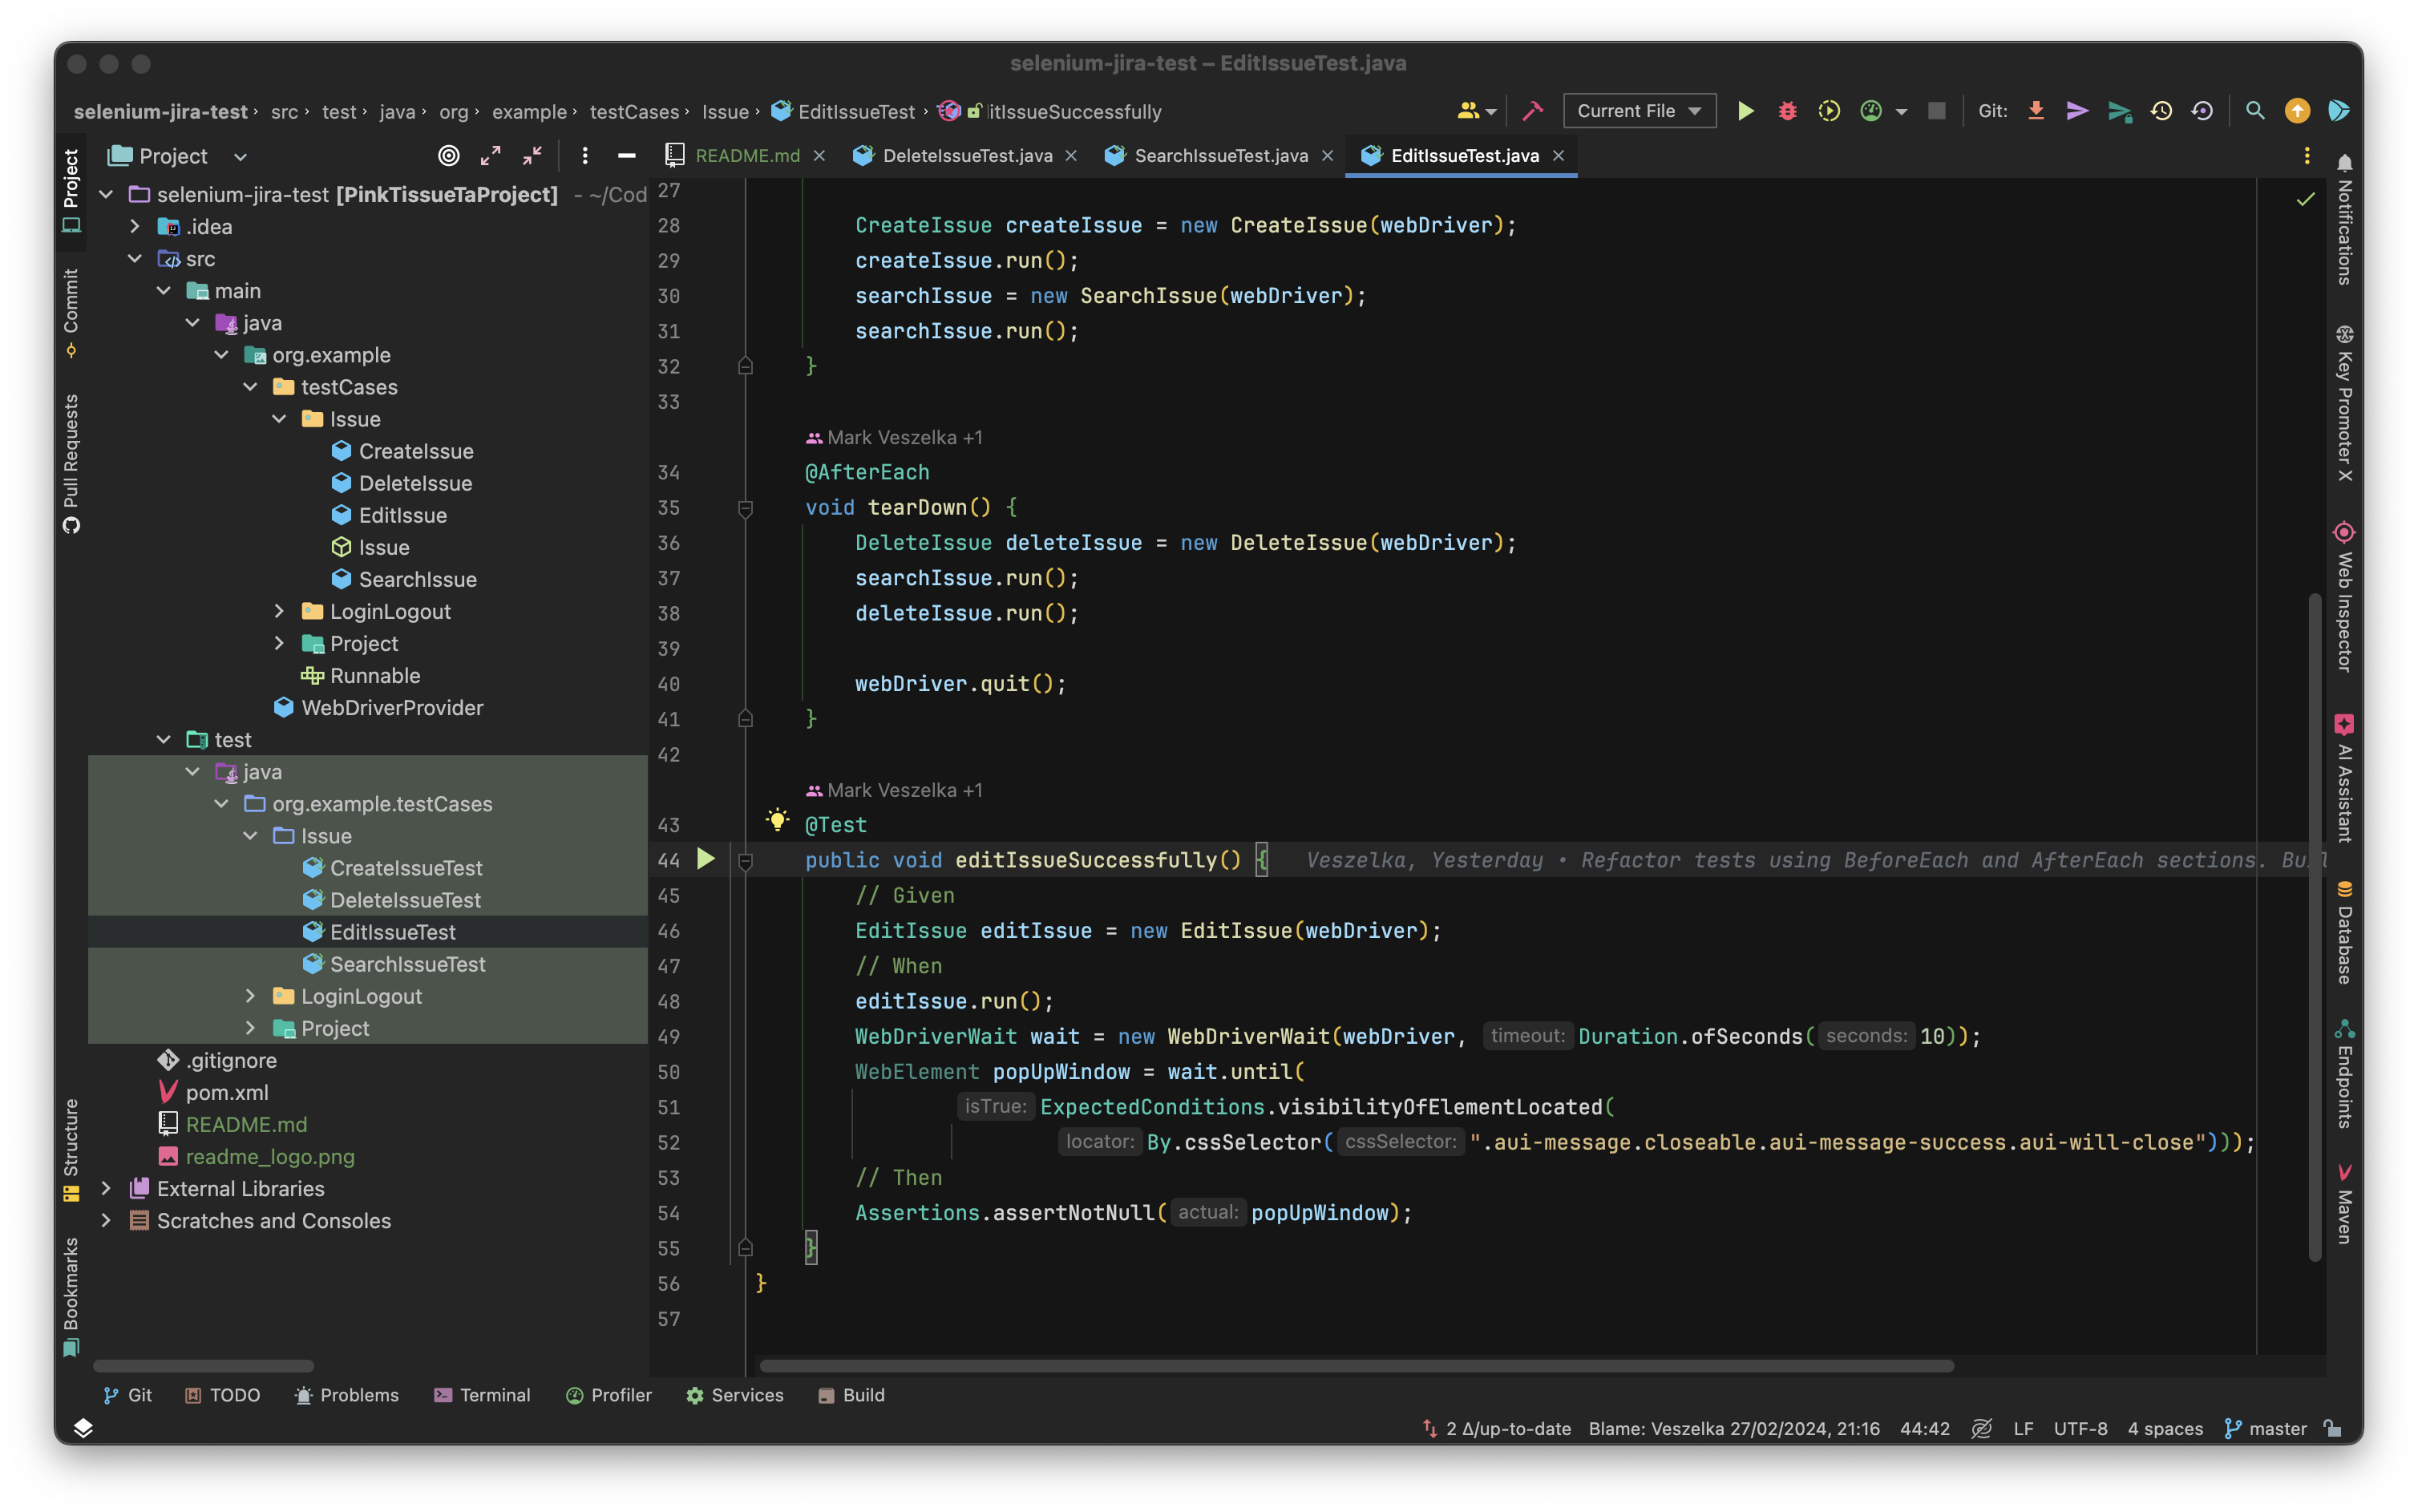 selenium-jira-test – EditIssueTest.java
selenium-jira-test › src › test › java › org › example › testCases › Issue › EditIssueTest › itIssueSuccessfully
Current File
Git:
Project
README.md
DeleteIssueTest.java
SearchIssueTest.java
EditIssueTest.java
Project
Commit
Pull Requests
Structure
Bookmarks
selenium-jira-test [PinkTissueTaProject] - ~/Cod
.idea
src
main
java
org.example
testCases
Issue
CreateIssue
DeleteIssue
EditIssue
Issue
SearchIssue
LoginLogout
Project
Runnable
WebDriverProvider
test
java
org.example.testCases
Issue
CreateIssueTest
DeleteIssueTest
EditIssueTest
SearchIssueTest
LoginLogout
Project
.gitignore
pom.xml
README.md
readme_logo.png
External Libraries
Scratches and Consoles
27
28 CreateIssue createIssue = new CreateIssue(webDriver);
29 createIssue.run();
30 searchIssue = new SearchIssue(webDriver);
31 searchIssue.run();
32 }
33
Mark Veszelka +1
34 @AfterEach
35 void tearDown() {
36 DeleteIssue deleteIssue = new DeleteIssue(webDriver);
37 searchIssue.run();
38 deleteIssue.run();
39
40 webDriver.quit();
41 }
42
Mark Veszelka +1
43 @Test
44 public void editIssueSuccessfully() { Veszelka, Yesterday • Refactor tests using BeforeEach and AfterEach sections. Bui
45 // Given
46 EditIssue editIssue = new EditIssue(webDriver);
47 // When
48 editIssue.run();
49 WebDriverWait wait = new WebDriverWait(webDriver, timeout: Duration.ofSeconds( seconds: 10));
50 WebElement popUpWindow = wait.until(
51 isTrue: ExpectedConditions.visibilityOfElementLocated(
52 locator: By.cssSelector( cssSelector: ".aui-message.closeable.aui-message-success.aui-will-close")));
53 // Then
54 Assertions.assertNotNull( actual: popUpWindow);
55 }
56 }
57
Notifications
Key Promoter X
Web Inspector
AI Assistant
Database
Endpoints
Maven
Git
TODO
Problems
Terminal
Profiler
Services
Build
2 ∆/up-to-date
Blame: Veszelka 27/02/2024, 21:16
44:42
LF
UTF-8
4 spaces
master